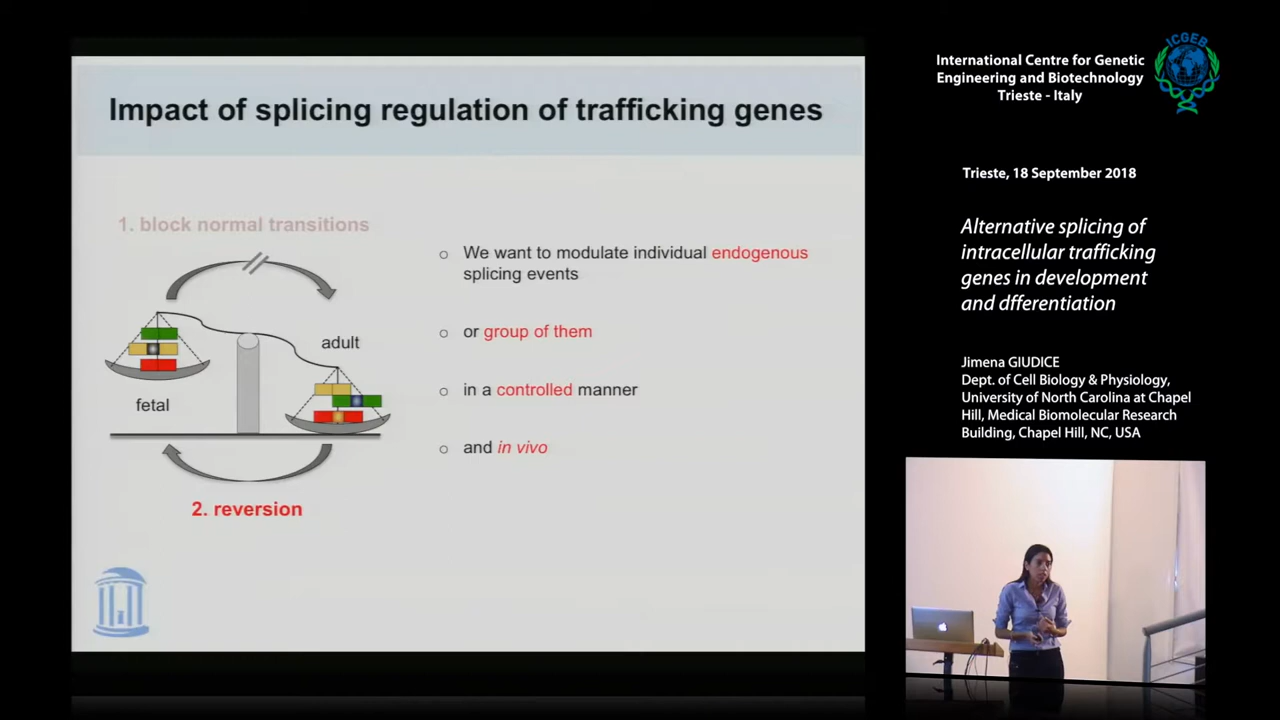 Impact of splicing regulation of trafficking genes
1. block normal transitions
adult
fetal
2. reversion
o We want to modulate individual endogenous
splicing events
o or group of them
o in a controlled manner
o and in vivo
International Centre for Genetic
Engineering and Biotechnology
Trieste - Italy
ICGEB
Trieste, 18 September 2018
Alternative splicing of
intracellular trafficking
genes in development
and dfferentiation
Jimena GIUDICE
Dept. of Cell Biology & Physiology,
University of North Carolina at Chapel
Hill, Medical Biomolecular Research
Building, Chapel Hill, NC, USA